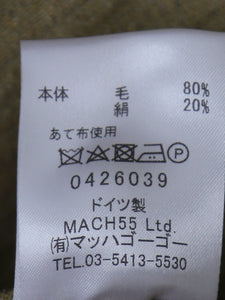 本体 毛 80%
絹 20%
あて布使用
0426039
ドイツ製
MACH55 Ltd.
(有)マッハゴーゴー
TEL.03-5413-5530